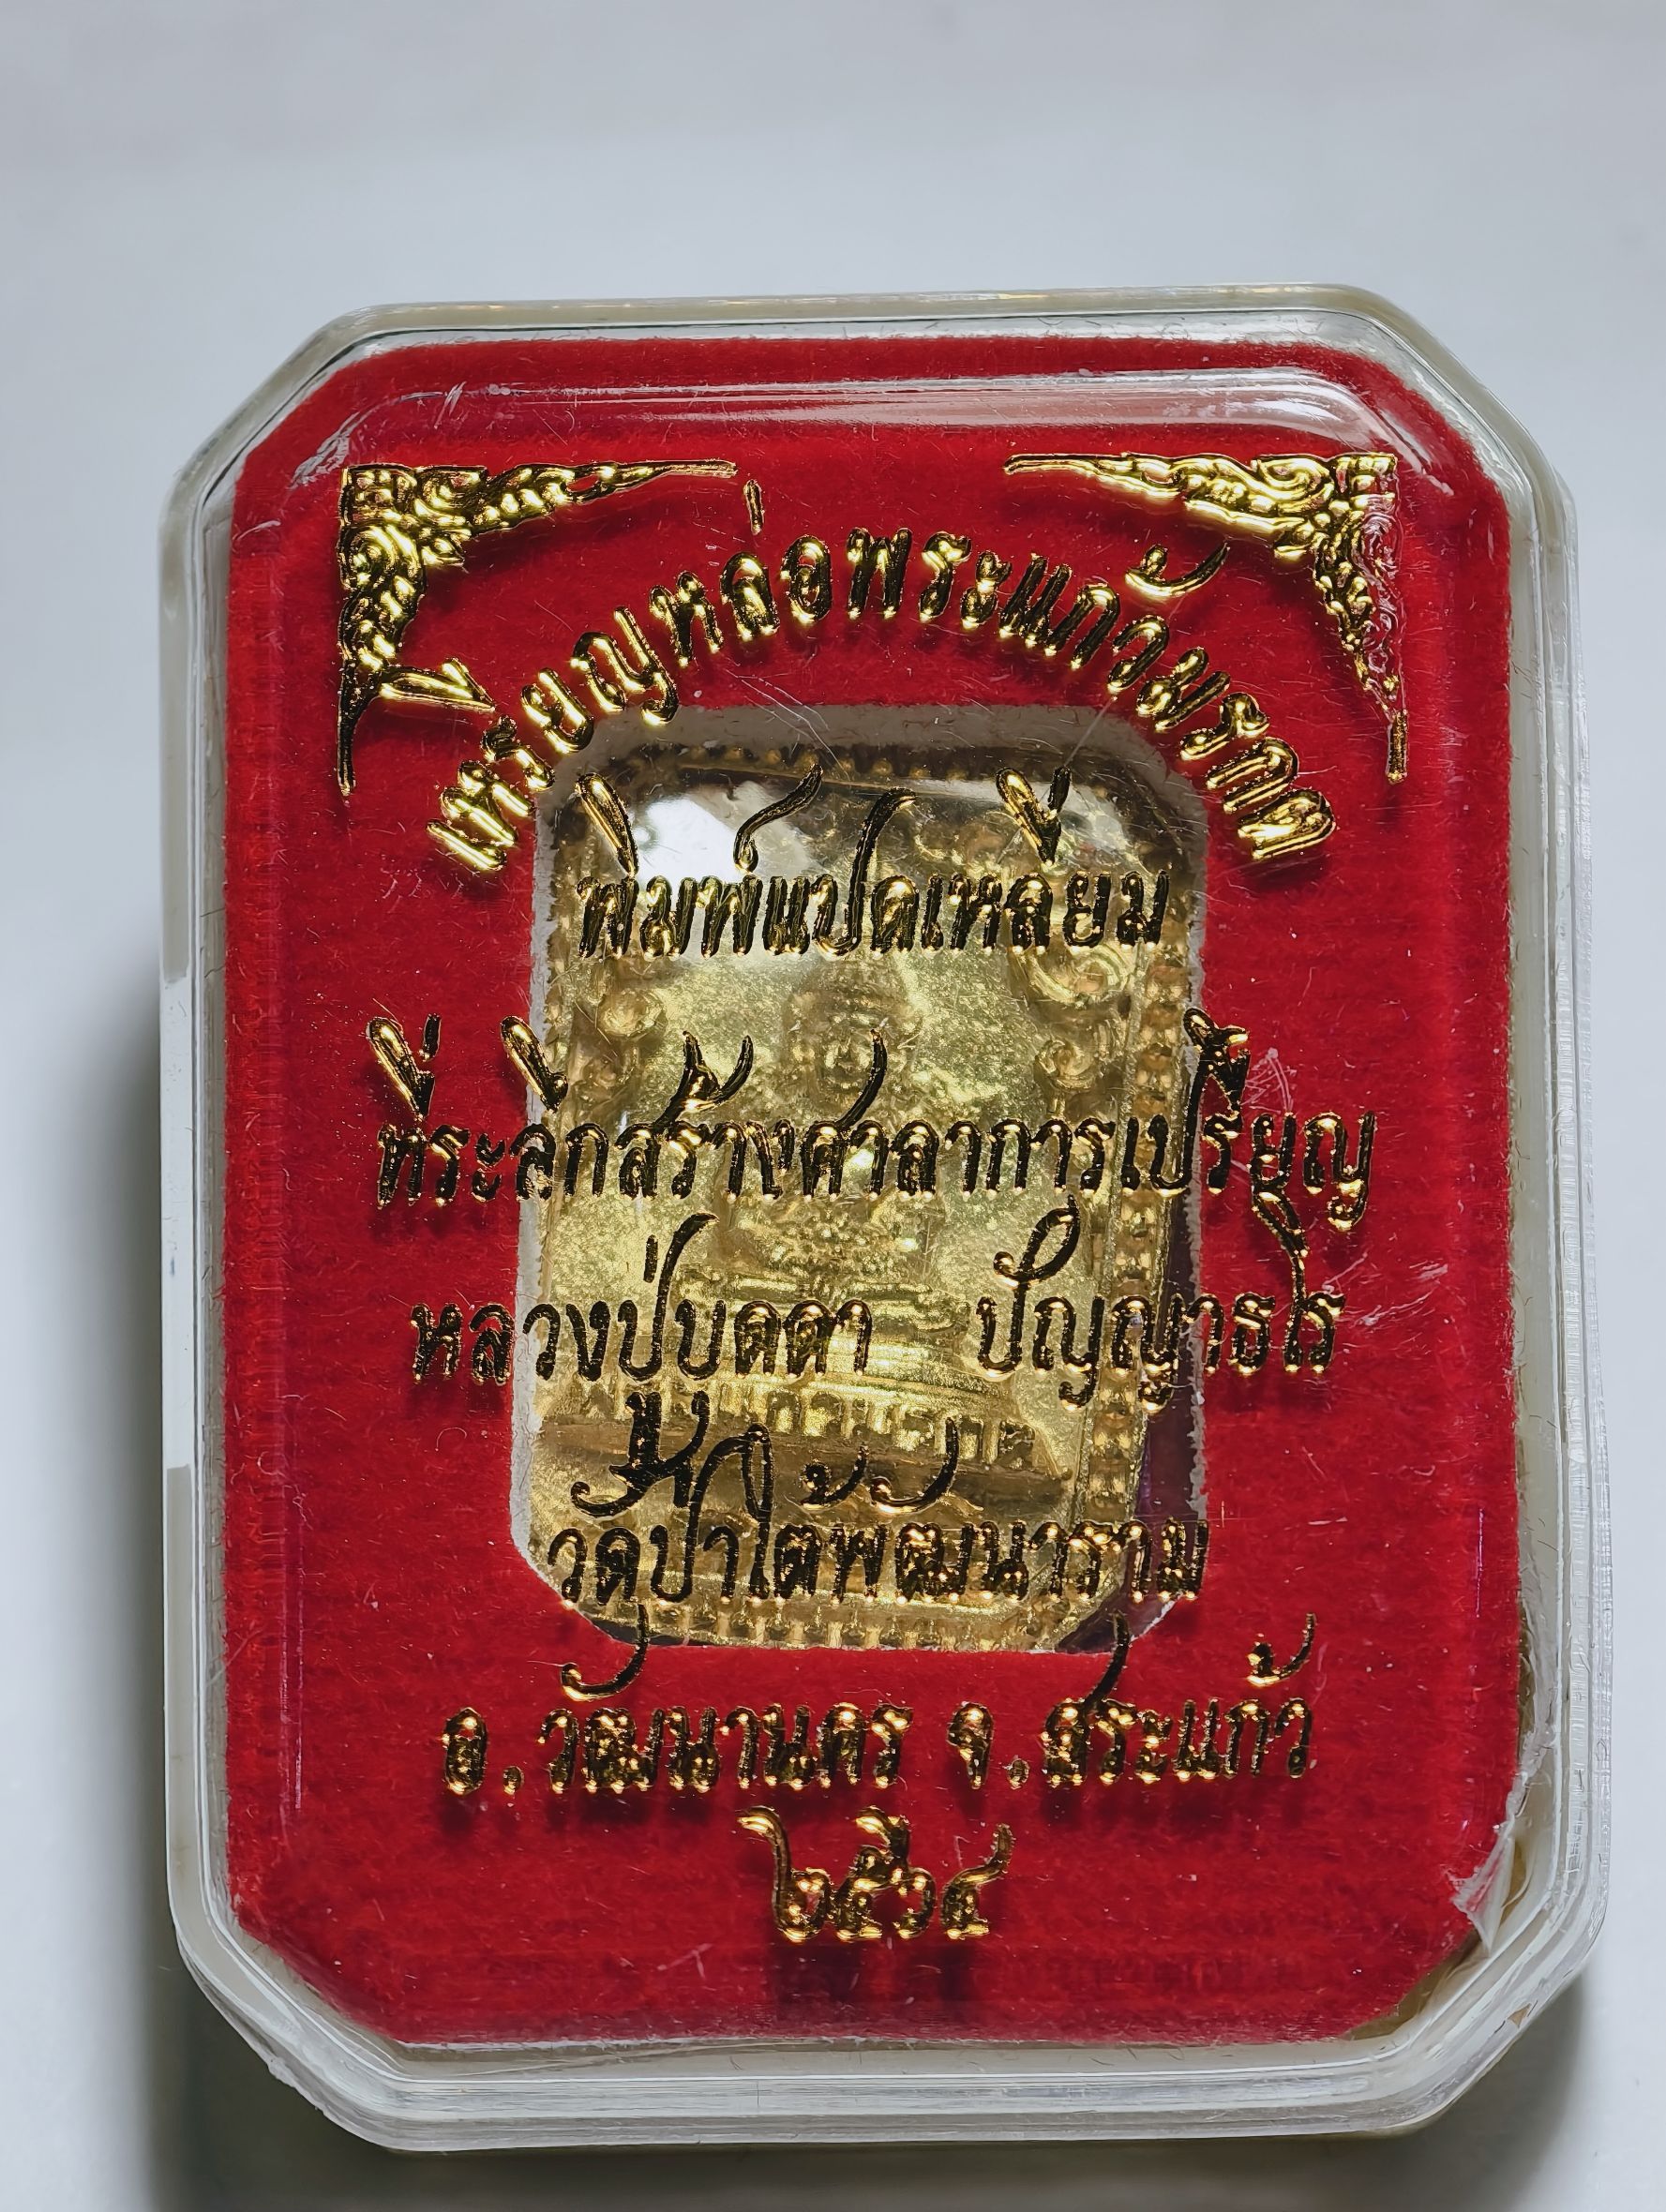 เหรียญหล่อพระแก้วมรกต
พิมพ์แปดเหลี่ยม
ที่ระลึกสร้างศาลาการเปรียญ
หลวงปู่บุดดา ปัญญาธโร
วัดป่าใต้พัฒนาราม
อ.วัฒนานคร จ.สระแก้ว
๒๕๖๔